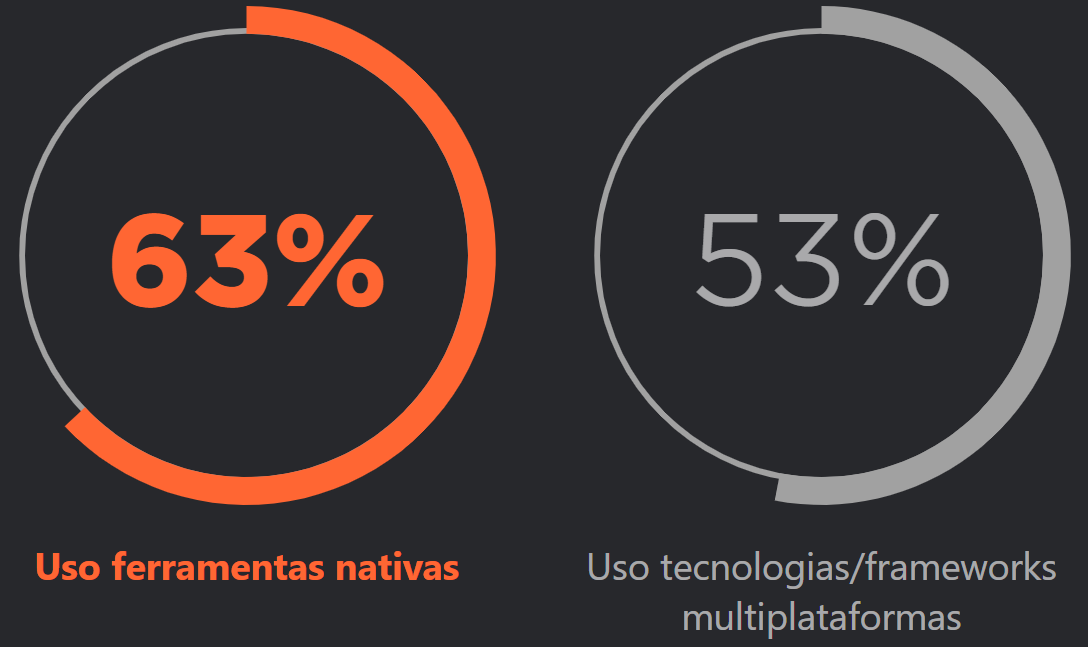 63%
Uso ferramentas nativas
53%
Uso tecnologias/frameworks
multiplataformas